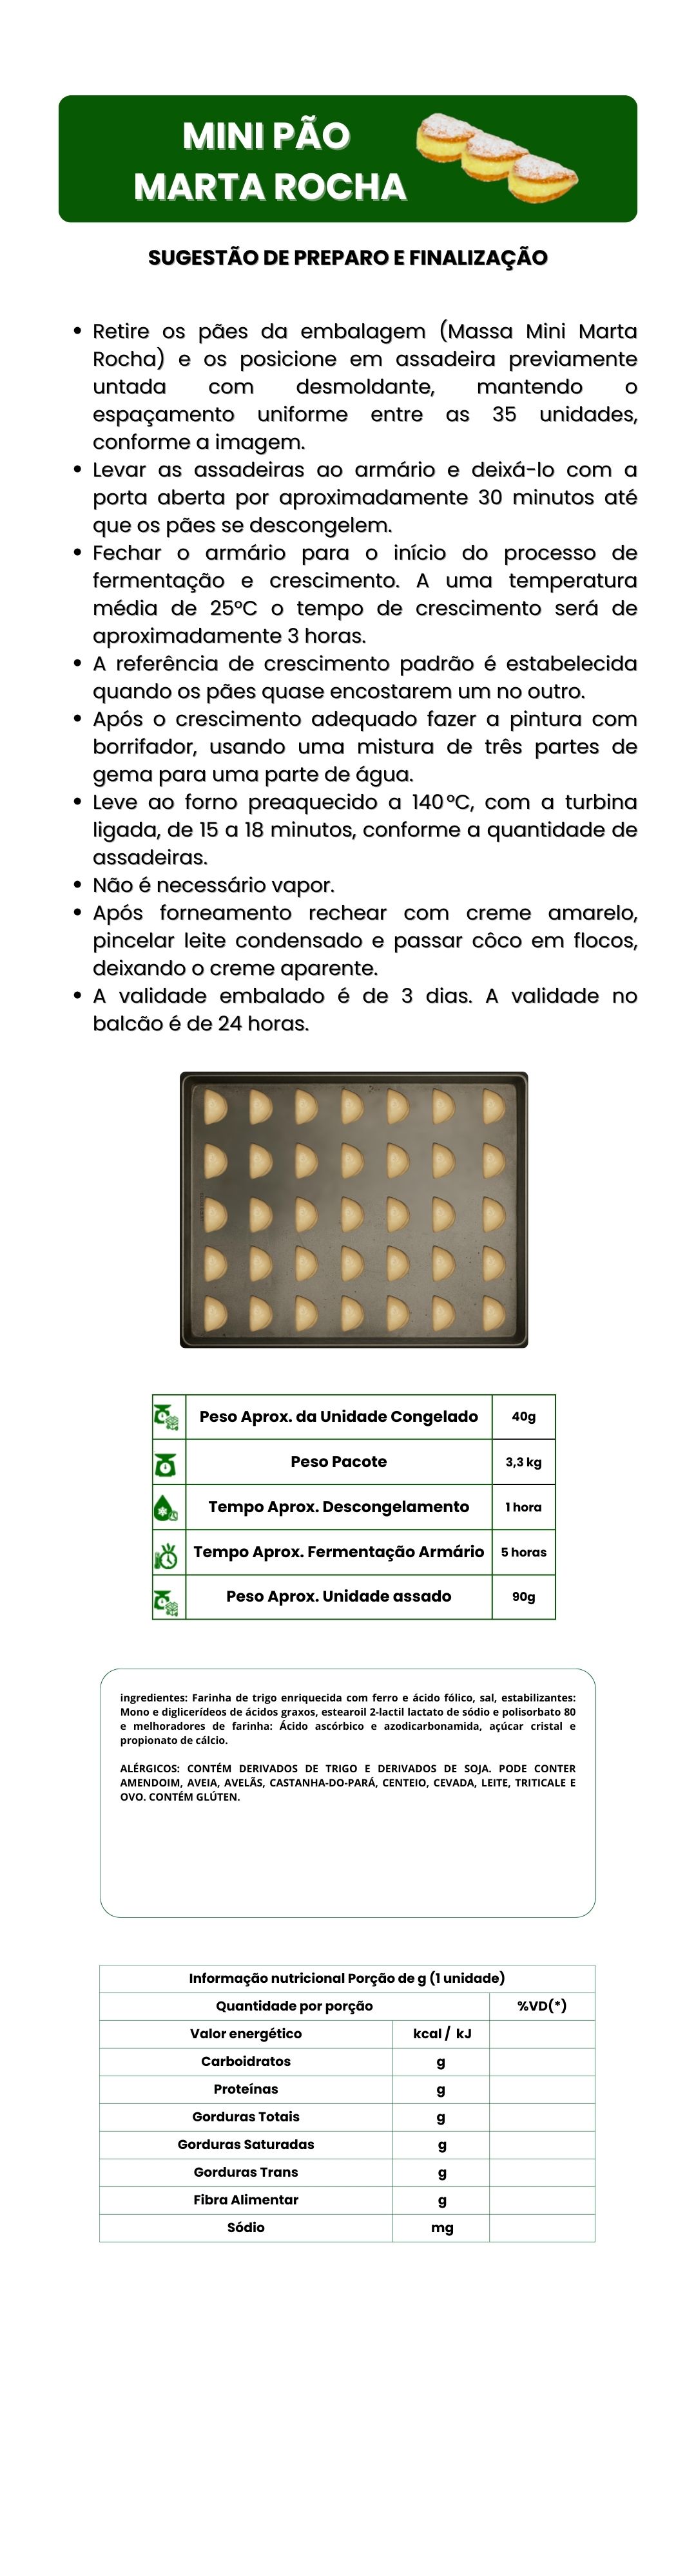 MINI PÃO
MARTA ROCHA
SUGESTÃO DE PREPARO E FINALIZAÇÃO
• Retire os pães da embalagem (Massa Mini Marta
Rocha) e os posicione em assadeira previamente
untada com desmoldante, mantendo o
espaçamento uniforme entre as 35 unidades,
conforme a imagem.
• Levar as assadeiras ao armário e deixá-lo com a
porta aberta por aproximadamente 30 minutos até
que os pães se descongelem.
• Fechar o armário para o início do processo de
fermentação e crescimento. A uma temperatura
média de 25°C o tempo de crescimento será de
aproximadamente 3 horas.
• A referência de crescimento padrão é estabelecida
quando os pães quase encostarem um no outro.
• Após o crescimento adequado fazer a pintura com
borrifador, usando uma mistura de três partes de
gema para uma parte de água.
• Leve ao forno preaquecido a 140°C, com a turbina
ligada, de 15 a 18 minutos, conforme a quantidade de
assadeiras.
• Não é necessário vapor.
• Após forneamento rechear com creme amarelo,
pincelar leite condensado e passar côco em flocos,
deixando o creme aparente.
• A validade embalado é de 3 dias. A validade no
balcão é de 24 horas.
Peso Aprox. da Unidade Congelado 40g
Peso Pacote 3,3 kg
Tempo Aprox. Descongelamento 1 hora
Tempo Aprox. Fermentação Armário 5 horas
Peso Aprox. Unidade assado 90g
ingredientes: Farinha de trigo enriquecida com ferro e ácido fólico, sal, estabilizantes:
Mono e diglicerídeos de ácidos graxos, estearoil 2-lactil lactato de sódio e polisorbato 80
e melhoradores de farinha: Ácido ascórbico e azodicarbonamida, açúcar cristal e
propionato de cálcio.
ALÉRGICOS: CONTÉM DERIVADOS DE TRIGO E DERIVADOS DE SOJA. PODE CONTER
AMENDOIM, AVEIA, AVELÃS, CASTANHA-DO-PARÁ, CENTEIO, CEVADA, LEITE, TRITICALE E
OVO. CONTÉM GLÚTEN.
Informação nutricional Porção de g (1 unidade)
Quantidade por porção %VD(*)
Valor energético kcal / kJ
Carboidratos g
Proteínas g
Gorduras Totais g
Gorduras Saturadas g
Gorduras Trans g
Fibra Alimentar g
Sódio mg